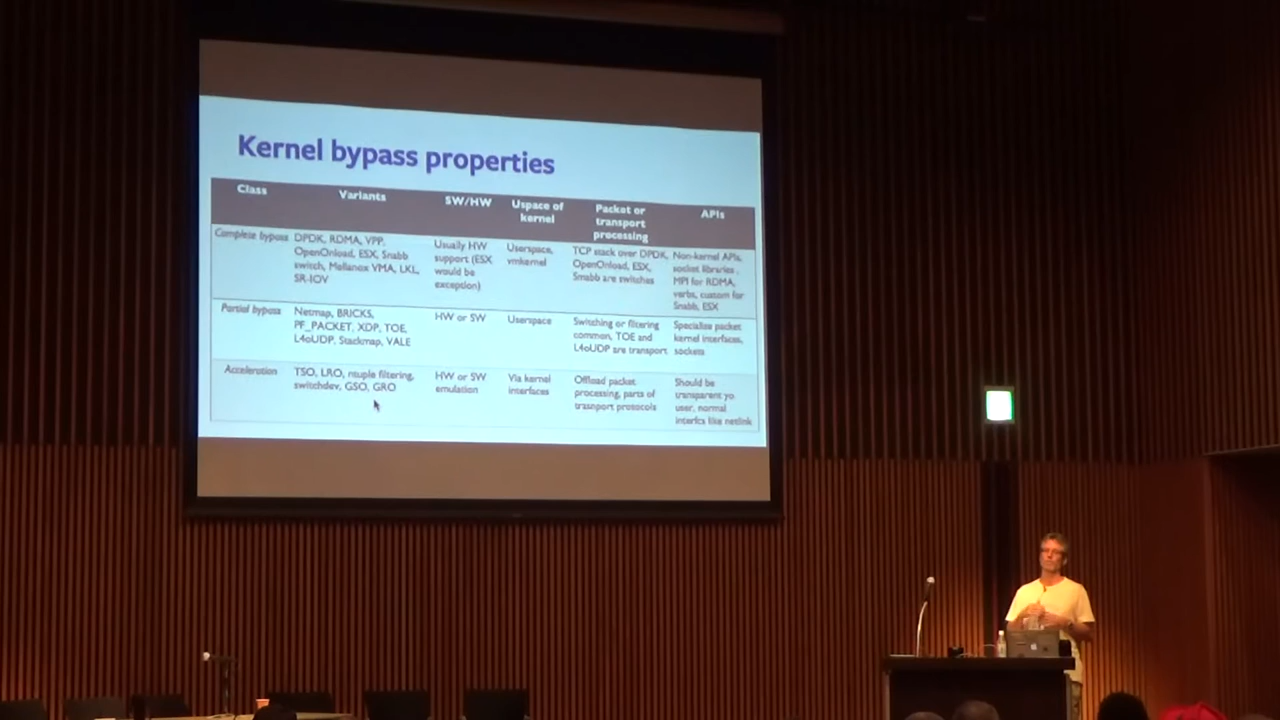 Kernel bypass properties
Class Variants SW/HW Uspace of kernel Packet or transport processing APIs
Complete bypass
DPDK, RDMA, VPP,
OpenOnload, ESX, Snabb
switch, Mellanox VMA, LKL,
SR-IOV
Usually HW
support (ESX
would be
exception)
Userspace,
vmkernel
TCP stack over DPDK,
OpenOnload, ESX,
Snabb are switches
Non-kernel APIs,
socket libraries ,
MPI for RDMA,
verbs, custom for
Snabb, ESX
Partial bypass
Netmap, BRICKS,
PF_PACKET, XDP, TOE,
L4oUDP, Stackmap, VALE
HW or SW
Userspace
Switching or filtering
common, TOE and
L4oUDP are transport
Specialize packet
kernel interfaces,
sockets
Acceleration
TSO, LRO, ntuple filtering,
switchdev, GSO, GRO
HW or SW
emulation
Via kernel
interfaces
Offload packet
processing, parts of
trasnport protocols
Should be
transparent yo
user, normal
interfcs like netlink